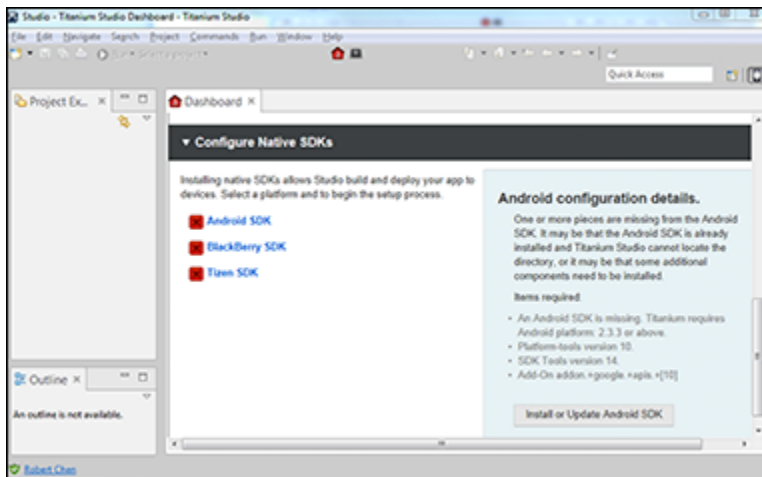 Studio - Titanium Studio Dashboard - Titanium Studio
File Edit Navigate Search Project Commands Run Window Help
Run
Quick Access
Project Ex...
Dashboard
Configure Native SDKs
Installing native SDKs allows Studio build and deploy your app to
devices. Select a platform and to begin the setup process.
Android SDK
BlackBerry SDK
Tizen SDK
Android configuration details.
One or more pieces are missing from the Android
SDK. It may be that the Android SDK is already
installed and Titanium Studio cannot locate the
directory, or it may be that some additional
components need to be installed.
Items required
• An Android SDK is missing. Titanium requires
Android platform: 2.3.3 or above.
• Platform-tools version 10.
• SDK Tools version 14.
• Add-On addon.+google.+apis.+[10]
Install or Update Android SDK
Outline
An outline is not available.
Robert Chen